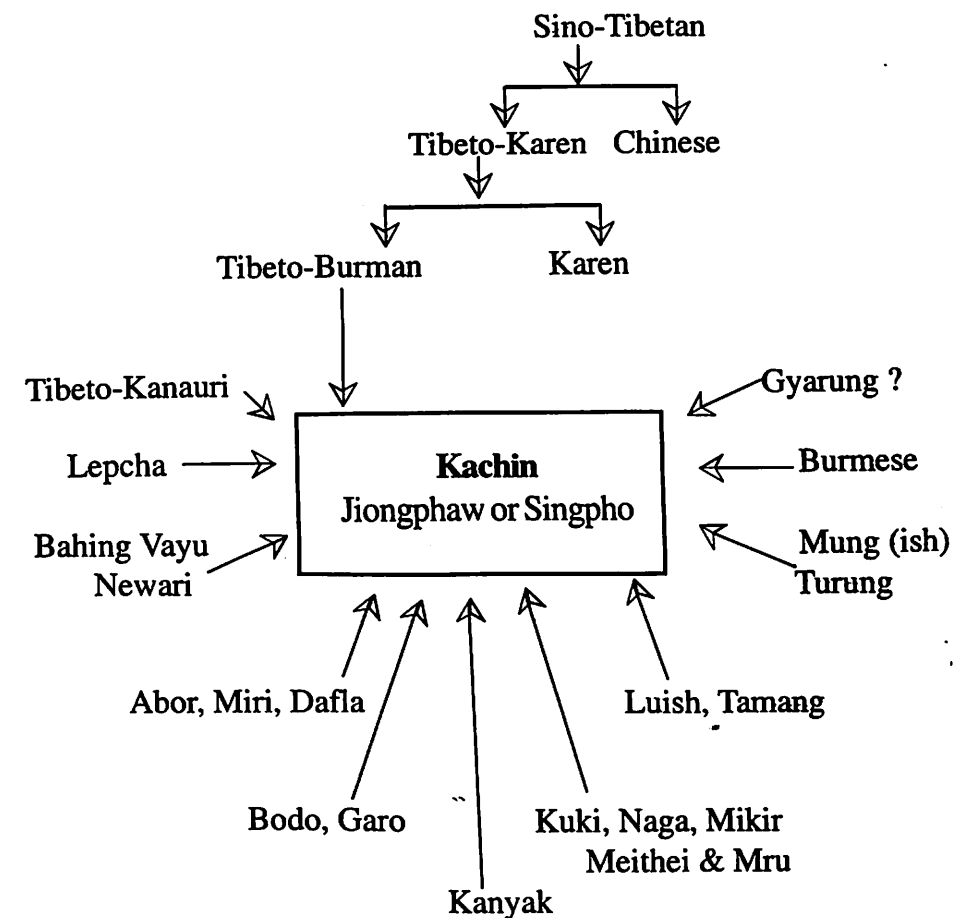 Sino-Tibetan
Tibeto-Karen Chinese
Tibeto-Burman Karen
Tibeto-Kanauri
Gyarung ?
Lepcha
Kachin
Jiongphaw or Singpho
Burmese
Bahing Vayu
Newari
Mung (ish)
Turung
Abor, Miri, Dafla
Luish, Tamang
Bodo, Garo
Kuki, Naga, Mikir
Meithei & Mru
Kanyak